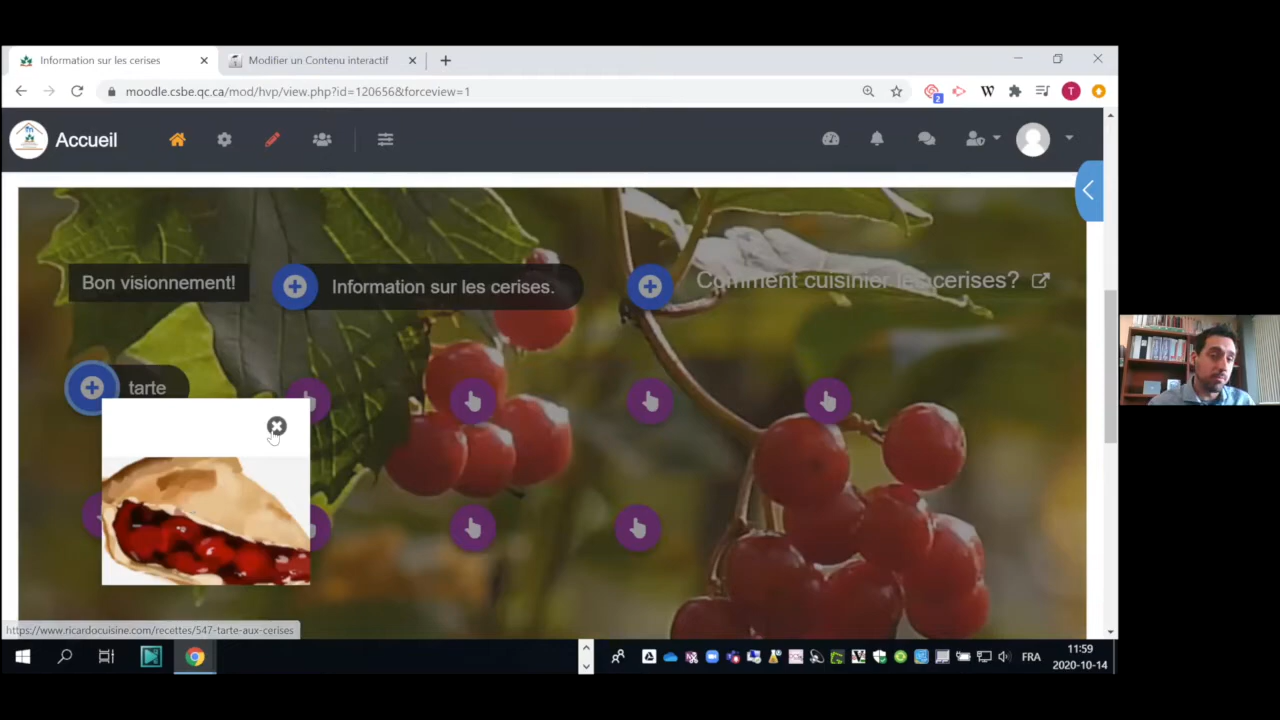 Information sur les cerises
Modifier un Contenu interactif
moodle.csbe.qc.ca/mod/hvp/view.php?id=120656&forceview=1
2
W
T
Accueil
Bon visionnement!
Information sur les cerises.
Comment cuisinier les cerises?
tarte
https://www.ricardocuisine.com/recettes/547-tarte-aux-cerises
FRA
11:59
2020-10-14